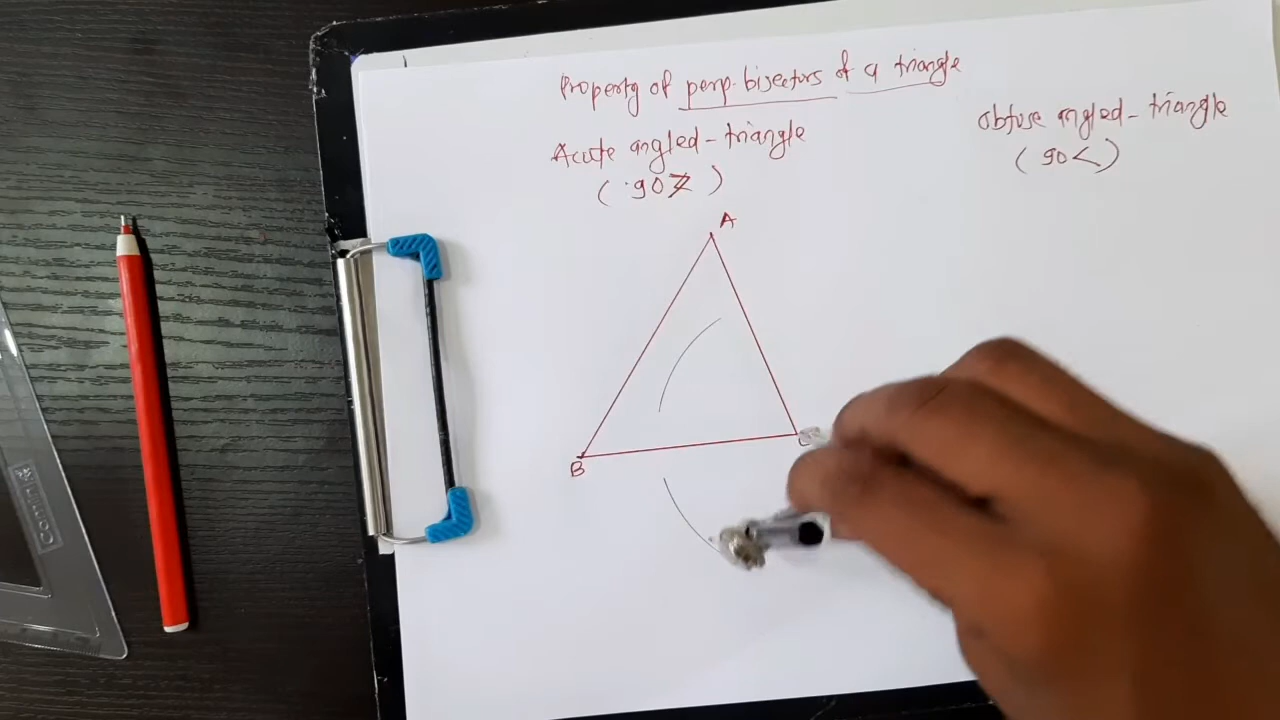 Property of perp. bisectors of a triangle
Acute angled-triangle
(90
Obtuse angled-triangle
(90<)
A
B
C